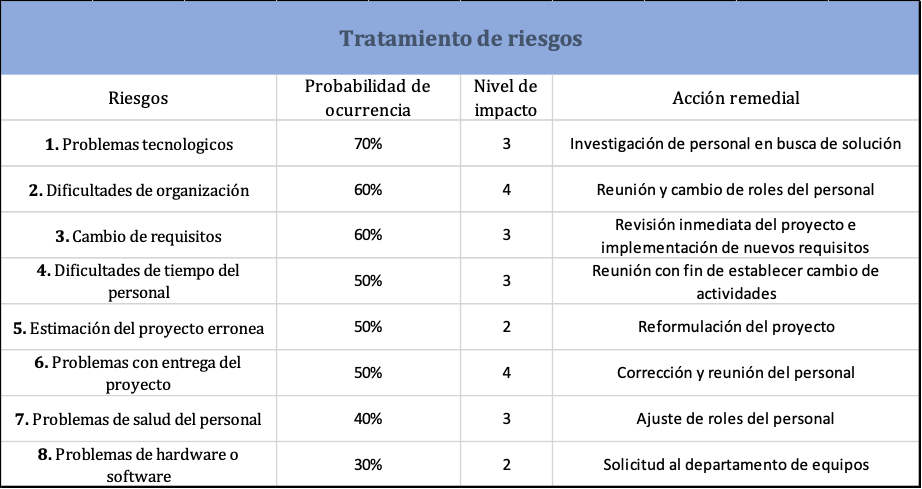 Tratamiento de riesgos
Riesgos
Probabilidad de
ocurrencia
Nivel de
impacto
Acción remedial
1. Problemas tecnologicos
70%
3
Investigación de personal en busca de solución
2. Dificultades de organización
60%
4
Reunión y cambio de roles del personal
3. Cambio de requisitos
60%
3
Revisión inmediata del proyecto e
implementación de nuevos requisitos
4. Dificultades de tiempo del
personal
50%
3
Reunión con fin de establecer cambio de
actividades
5. Estimación del proyecto erronea
50%
2
Reformulación del proyecto
6. Problemas con entrega del
proyecto
50%
4
Corrección y reunión del personal
7. Problemas de salud del personal
40%
3
Ajuste de roles del personal
8. Problemas de hardware o
software
30%
2
Solicitud al departamento de equipos